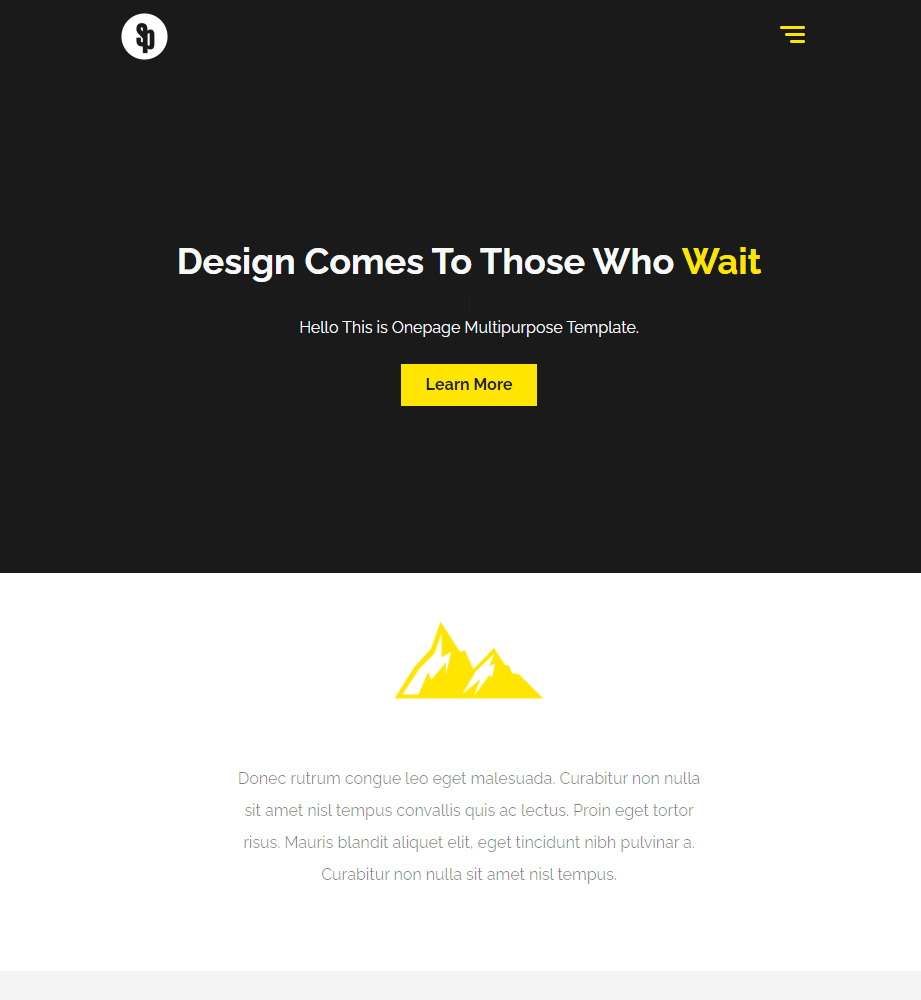 Sp
Design Comes To Those Who Wait
Hello This is Onepage Multipurpose Template.
Learn More
Donec rutrum congue leo eget malesuada. Curabitur non nulla
sit amet nisl tempus convallis quis ac lectus. Proin eget tortor
risus. Mauris blandit aliquet elit, eget tincidunt nibh pulvinar a.
Curabitur non nulla sit amet nisl tempus.